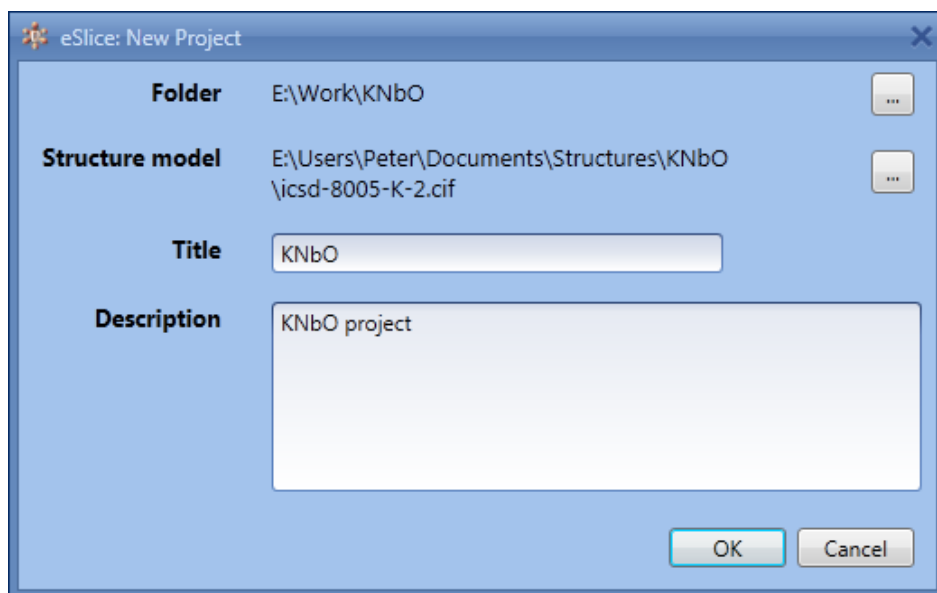 eSlice: New Project
Folder E:\Work\KNbO ...
Structure model E:\Users\Peter\Documents\Structures\KNbO
\icsd-8005-K-2.cif ...
Title KNbO
Description KNbO project
OK Cancel